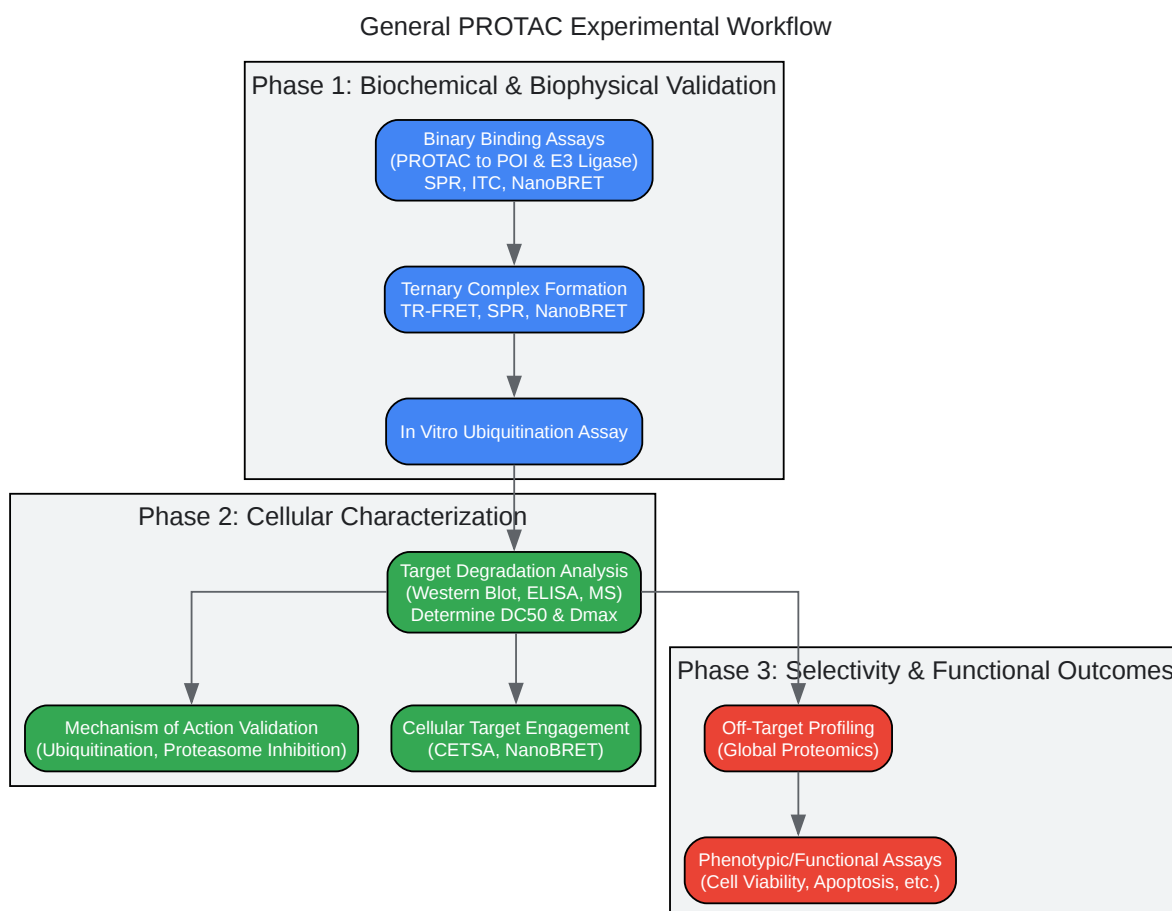 General PROTAC Experimental Workflow
Phase 1: Biochemical & Biophysical Validation
Binary Binding Assays
(PROTAC to POI & E3 Ligase)
SPR, ITC, NanoBRET
Ternary Complex Formation
TR-FRET, SPR, NanoBRET
In Vitro Ubiquitination Assay
Phase 2: Cellular Characterization
Target Degradation Analysis
(Western Blot, ELISA, MS)
Determine DC50 & Dmax
Mechanism of Action Validation
(Ubiquitination, Proteasome Inhibition)
Cellular Target Engagement
(CETSA, NanoBRET)
Phase 3: Selectivity & Functional Outcomes
Off-Target Profiling
(Global Proteomics)
Phenotypic/Functional Assays
(Cell Viability, Apoptosis, etc.)